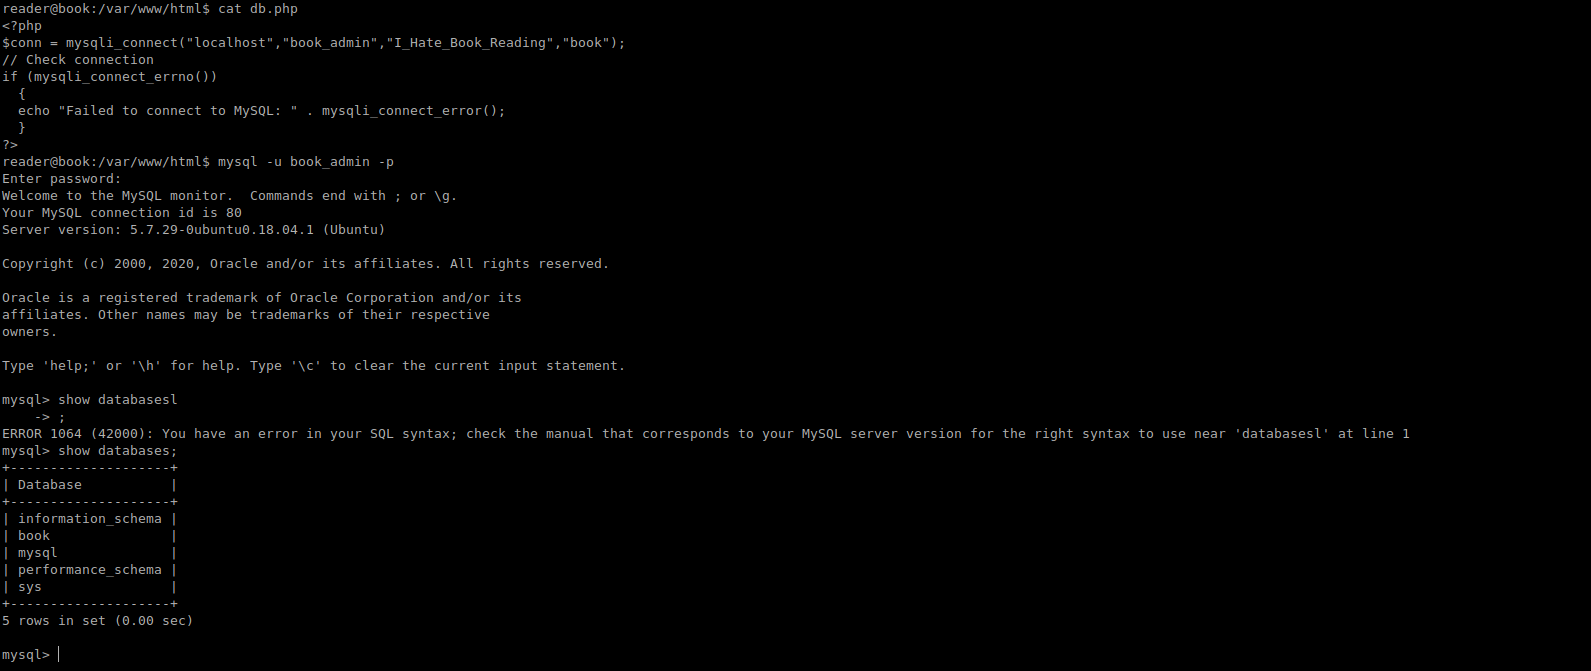 reader@book:/var/www/html$ cat db.php
<?php
$conn = mysqli_connect("localhost","book_admin","I_Hate_Book_Reading","book");
// Check connection
if (mysqli_connect_errno())
  {
  echo "Failed to connect to MySQL: " . mysqli_connect_error();
  }
?>
reader@book:/var/www/html$ mysql -u book_admin -p
Enter password:
Welcome to the MySQL monitor.  Commands end with ; or \g.
Your MySQL connection id is 80
Server version: 5.7.29-0ubuntu0.18.04.1 (Ubuntu)

Copyright (c) 2000, 2020, Oracle and/or its affiliates. All rights reserved.

Oracle is a registered trademark of Oracle Corporation and/or its
affiliates. Other names may be trademarks of their respective
owners.

Type 'help;' or '\h' for help. Type '\c' to clear the current input statement.

mysql> show databasesl
    -> ;
ERROR 1064 (42000): You have an error in your SQL syntax; check the manual that corresponds to your MySQL server version for the right syntax to use near 'databasesl' at line 1
mysql> show databases;
+--------------------+
| Database           |
+--------------------+
| information_schema |
| book               |
| mysql              |
| performance_schema |
| sys                |
+--------------------+
5 rows in set (0.00 sec)

mysql>